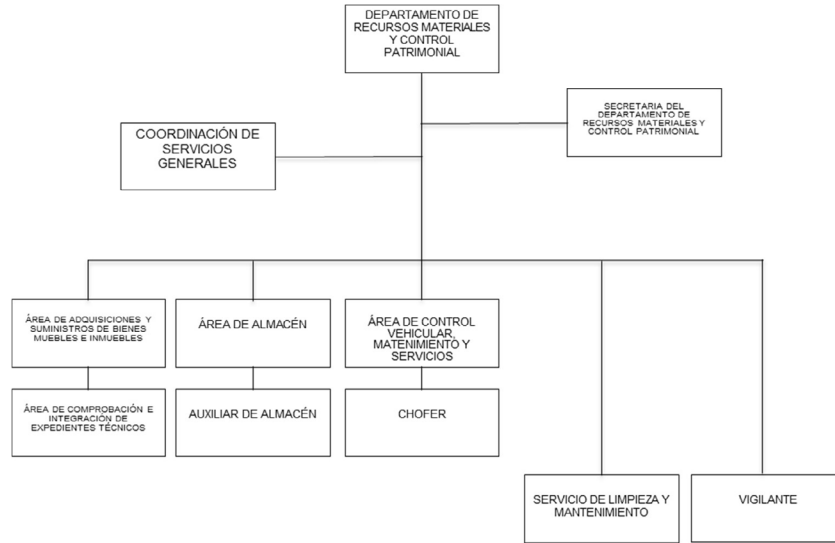 DEPARTAMENTO DE
RECURSOS MATERIALES
Y CONTROL
PATRIMONIAL
SECRETARIA DEL
DEPARTAMENTO DE
RECURSOS MATERIALES Y
CONTROL PATRIMONIAL
COORDINACIÓN DE
SERVICIOS
GENERALES
ÁREA DE ADQUISICIONES Y
SUMINISTROS DE BIENES
MUEBLES E INMUEBLES
ÁREA DE ALMACÉN
ÁREA DE CONTROL
VEHICULAR,
MATENIMIENTO Y
SERVICIOS
ÁREA DE COMPROBACIÓN E
INTEGRACIÓN DE
EXPEDIENTES TÉCNICOS
AUXILIAR DE ALMACÉN
CHOFER
SERVICIO DE LIMPIEZA Y
MANTENIMIENTO
VIGILANTE